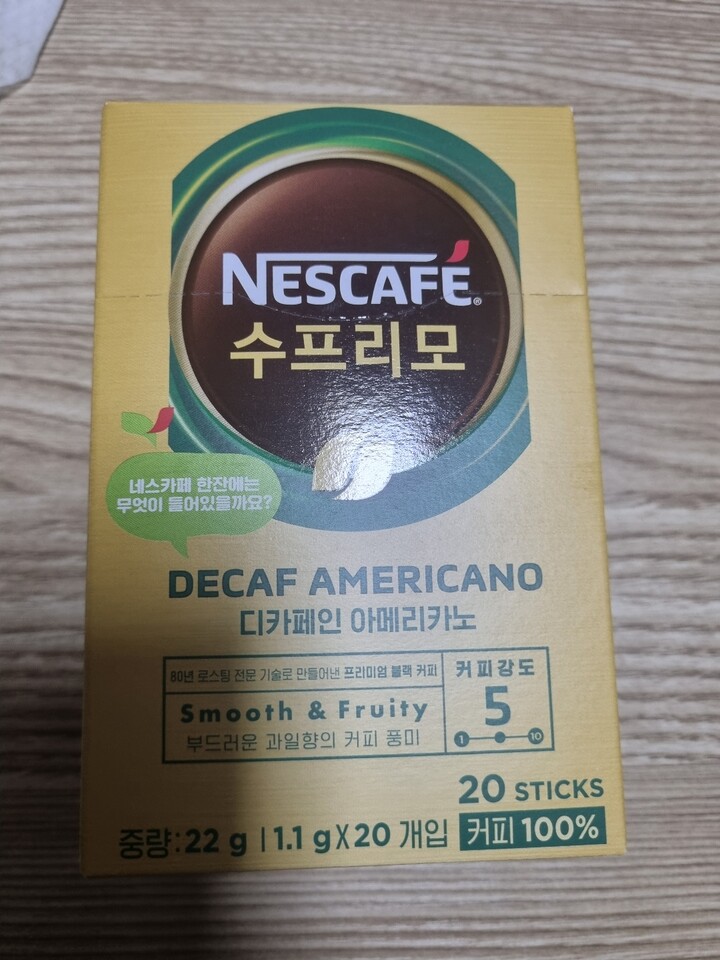 NESCAFÉ®
수프리모
네스카페 한잔에는
무엇이 들어있을까요?
DECAF AMERICANO
디카페인 아메리카노
80년 로스팅 전문 기술로 만들어낸 프리미엄 블랙 커피
Smooth & Fruity
부드러운 과일향의 커피 풍미
커피강도
5
1 10
20 STICKS
중량:22 g | 1.1 gX20 개입 커피 100%